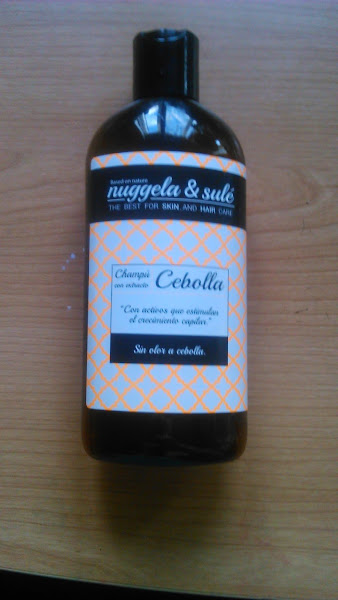 Based on nature
nuggela & sulé
THE BEST FOR SKIN AND HAIR CARE
Champú
con extracto
Cebolla
"Con activos que estimulan
el crecimiento capilar."
Sin olor a cebolla.